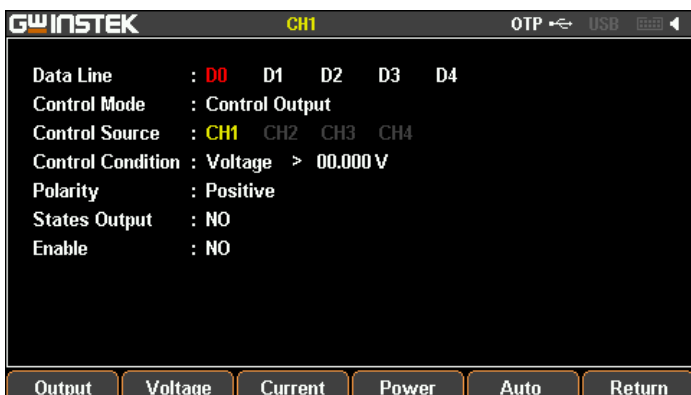 GWINSTEK CH1 OTP USB
Data Line : D0 D1 D2 D3 D4
Control Mode : Control Output
Control Source : CH1 CH2 CH3 CH4
Control Condition : Voltage > 00.000 V
Polarity : Positive
States Output : NO
Enable : NO
Output Voltage Current Power Auto Return